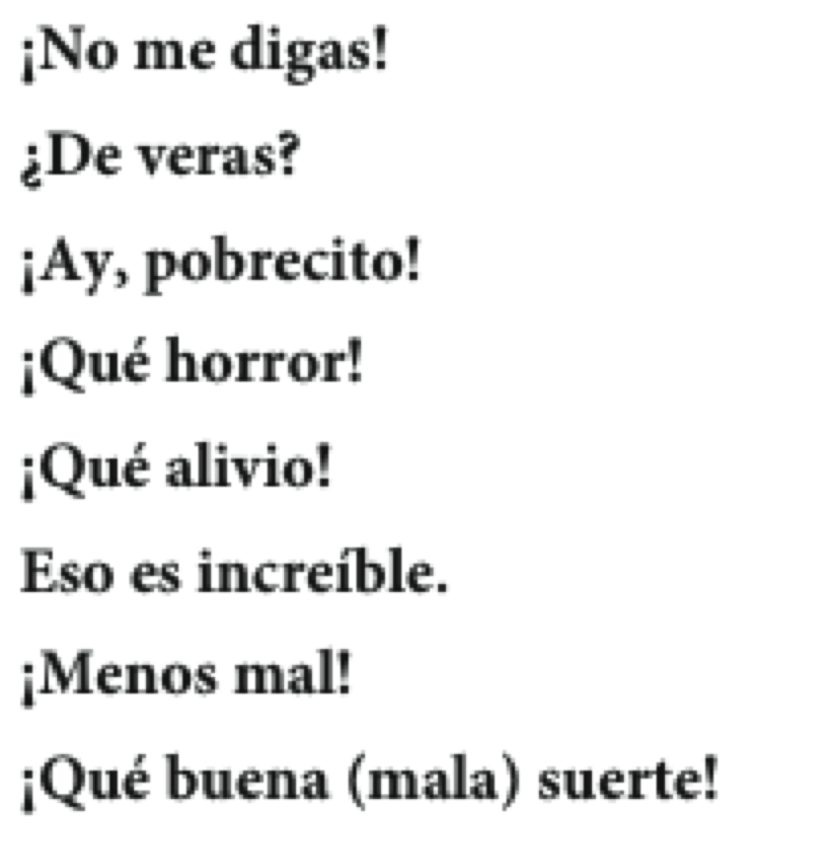 ¡No me digas!
¿De veras?
¡Ay, pobrecito!
¡Qué horror!
¡Qué alivio!
Eso es increíble.
¡Menos mal!
¡Qué buena (mala) suerte!